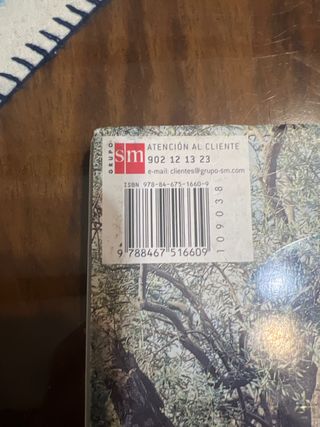 GRUPO
sm
ATENCIÓN AL CLIENTE
902 12 13 23
e-mail: clientes@grupo-sm.com
ISBN 978-84-675-1660-9
9 788467 516609
109038